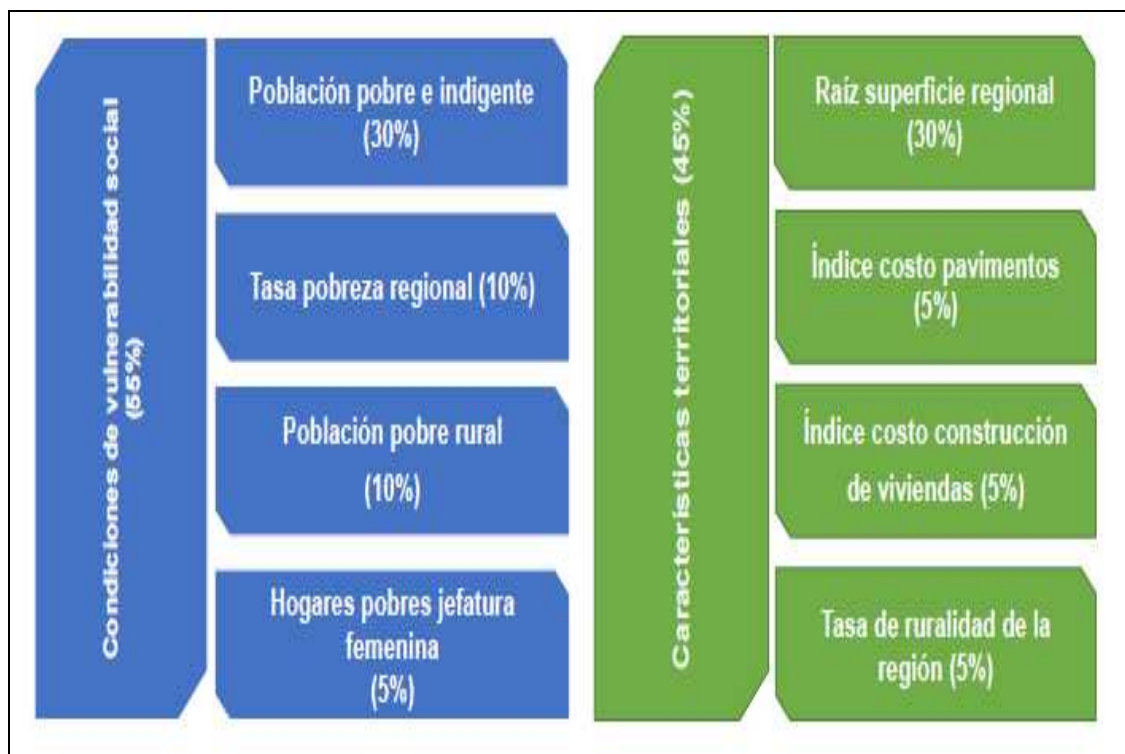 Condiciones de vulnerabilidad social
(55%)
Población pobre e indigente
(30%)
Tasa pobreza regional (10%)
Población pobre rural
(10%)
Hogares pobres jefatura
femenina
(5%)
Características territoriales (45%)
Raíz superficie regional
(30%)
Índice costo pavimentos
(5%)
Índice costo construcción
de viviendas (5%)
Tasa de ruralidad de la
región (5%)